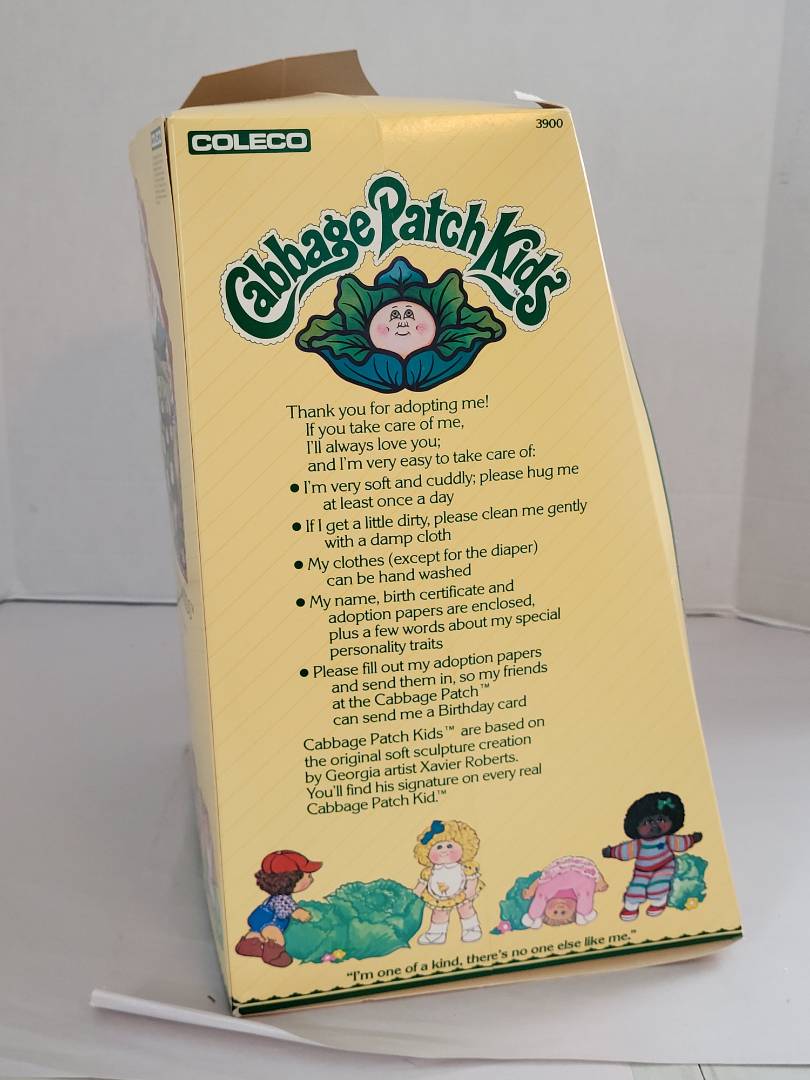 COLECO
3900
Cabbage Patch Kids™
Thank you for adopting me!
If you take care of me,
I'll always love you;
and I'm very easy to take care of:
● I'm very soft and cuddly; please hug me
at least once a day
● If I get a little dirty, please clean me gently
with a damp cloth
● My clothes (except for the diaper)
can be hand washed
● My name, birth certificate and
adoption papers are enclosed,
plus a few words about my special
personality traits
● Please fill out my adoption papers
and send them in, so my friends
at the Cabbage Patch™
can send me a Birthday card
Cabbage Patch Kids™ are based on
the original soft sculpture creation
by Georgia artist Xavier Roberts.
You'll find his signature on every real
Cabbage Patch Kid.™
"I'm one of a kind, there's no one else like me."